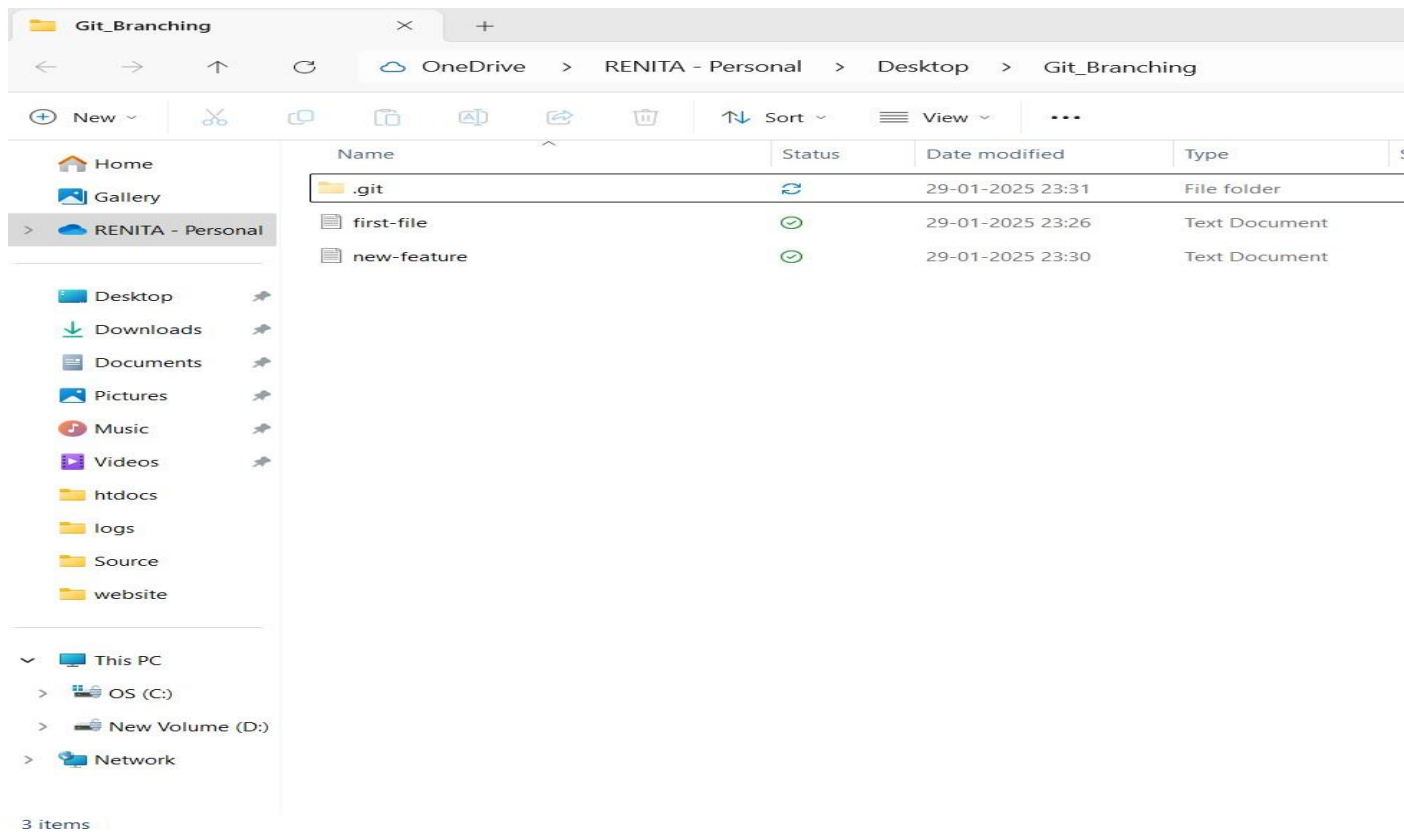 Git_Branching
OneDrive > RENITA - Personal > Desktop > Git_Branching
New Sort View
Name Status Date modified Type S
.git 29-01-2025 23:31 File folder
first-file 29-01-2025 23:26 Text Document
new-feature 29-01-2025 23:30 Text Document
Home
Gallery
RENITA - Personal
Desktop
Downloads
Documents
Pictures
Music
Videos
htdocs
logs
Source
website
This PC
OS (C:)
New Volume (D:)
Network
3 items